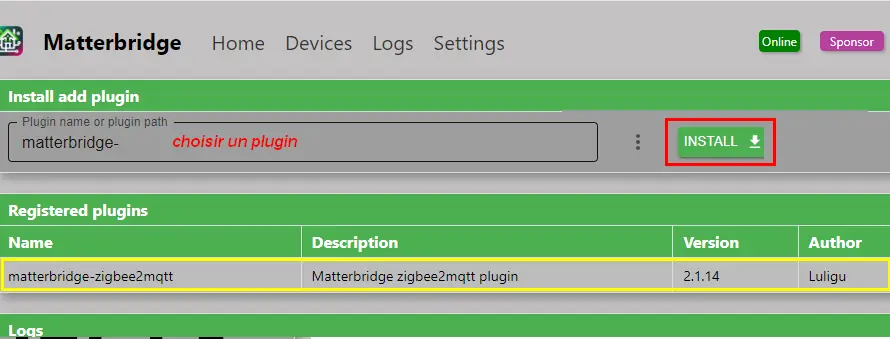 Matterbridge Home Devices Logs Settings Online Sponsor
Install add plugin
Plugin name or plugin path
matterbridge- choisir un plugin INSTALL
Registered plugins
Name Description Version Author
matterbridge-zigbee2mqtt Matterbridge zigbee2mqtt plugin 2.1.14 Luligu
Logs